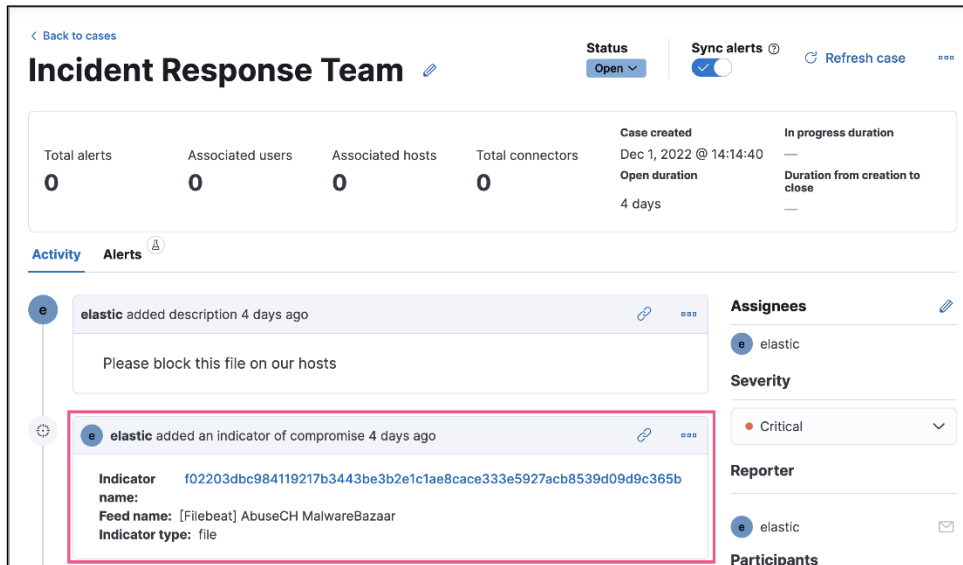 Back to cases
Incident Response Team
Status
Open
Sync alerts
Refresh case
Total alerts
0
Associated users
0
Associated hosts
0
Total connectors
0
Case created
Dec 1, 2022 @ 14:14:40
Open duration
4 days
In progress duration
—
Duration from creation to
close
—
Activity
Alerts
e
elastic added description 4 days ago
Please block this file on our hosts
e
elastic added an indicator of compromise 4 days ago
Indicator
name:
f02203dbc984119217b3443be3b2e1c1ae8cace333e5927acb8539d09d9c365b
Feed name: [Filebeat] AbuseCH MalwareBazaar
Indicator type: file
Assignees
e
elastic
Severity
Critical
Reporter
e
elastic
Participants